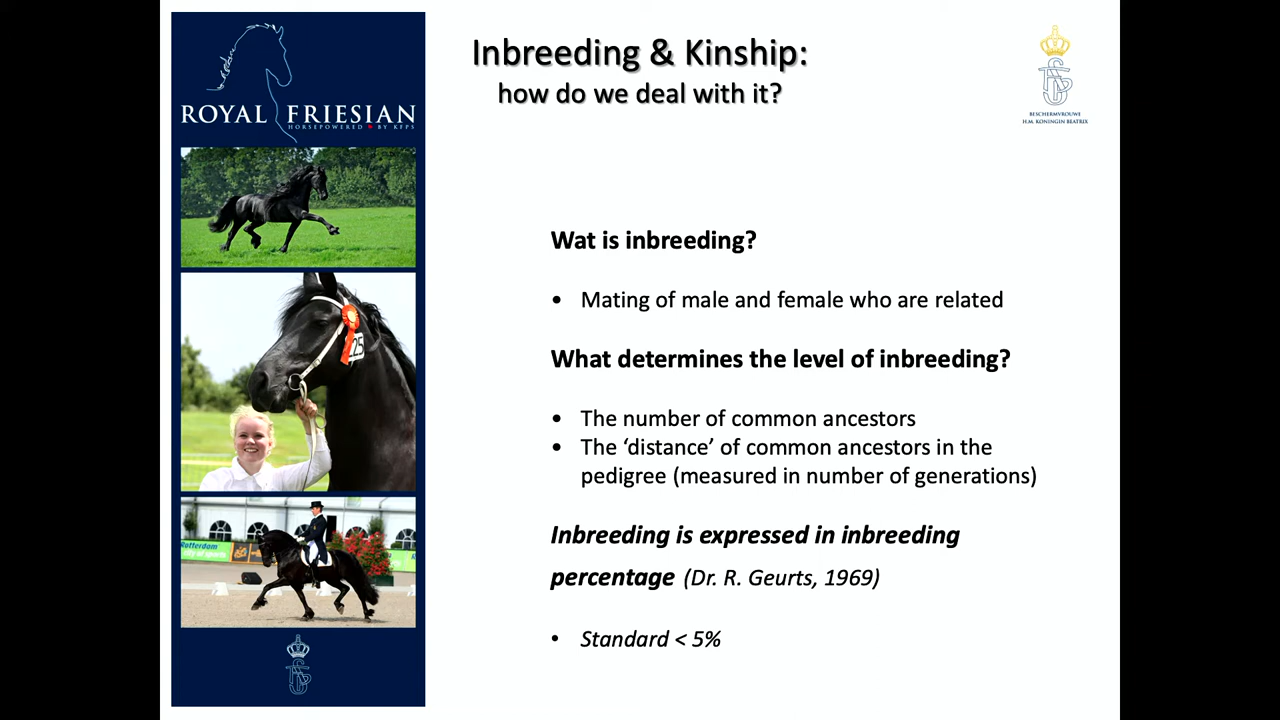 Inbreeding & Kinship:
how do we deal with it?
ROYAL FRIESIAN
HORSEPOWERED BY KFPS
BESCHERMVROUWE
H.M. KONINGIN BEATRIX
25
Rotterdam
city of sports
Wat is inbreeding?
• Mating of male and female who are related
What determines the level of inbreeding?
• The number of common ancestors
• The ‘distance’ of common ancestors in the
pedigree (measured in number of generations)
Inbreeding is expressed in inbreeding
percentage (Dr. R. Geurts, 1969)
• Standard < 5%